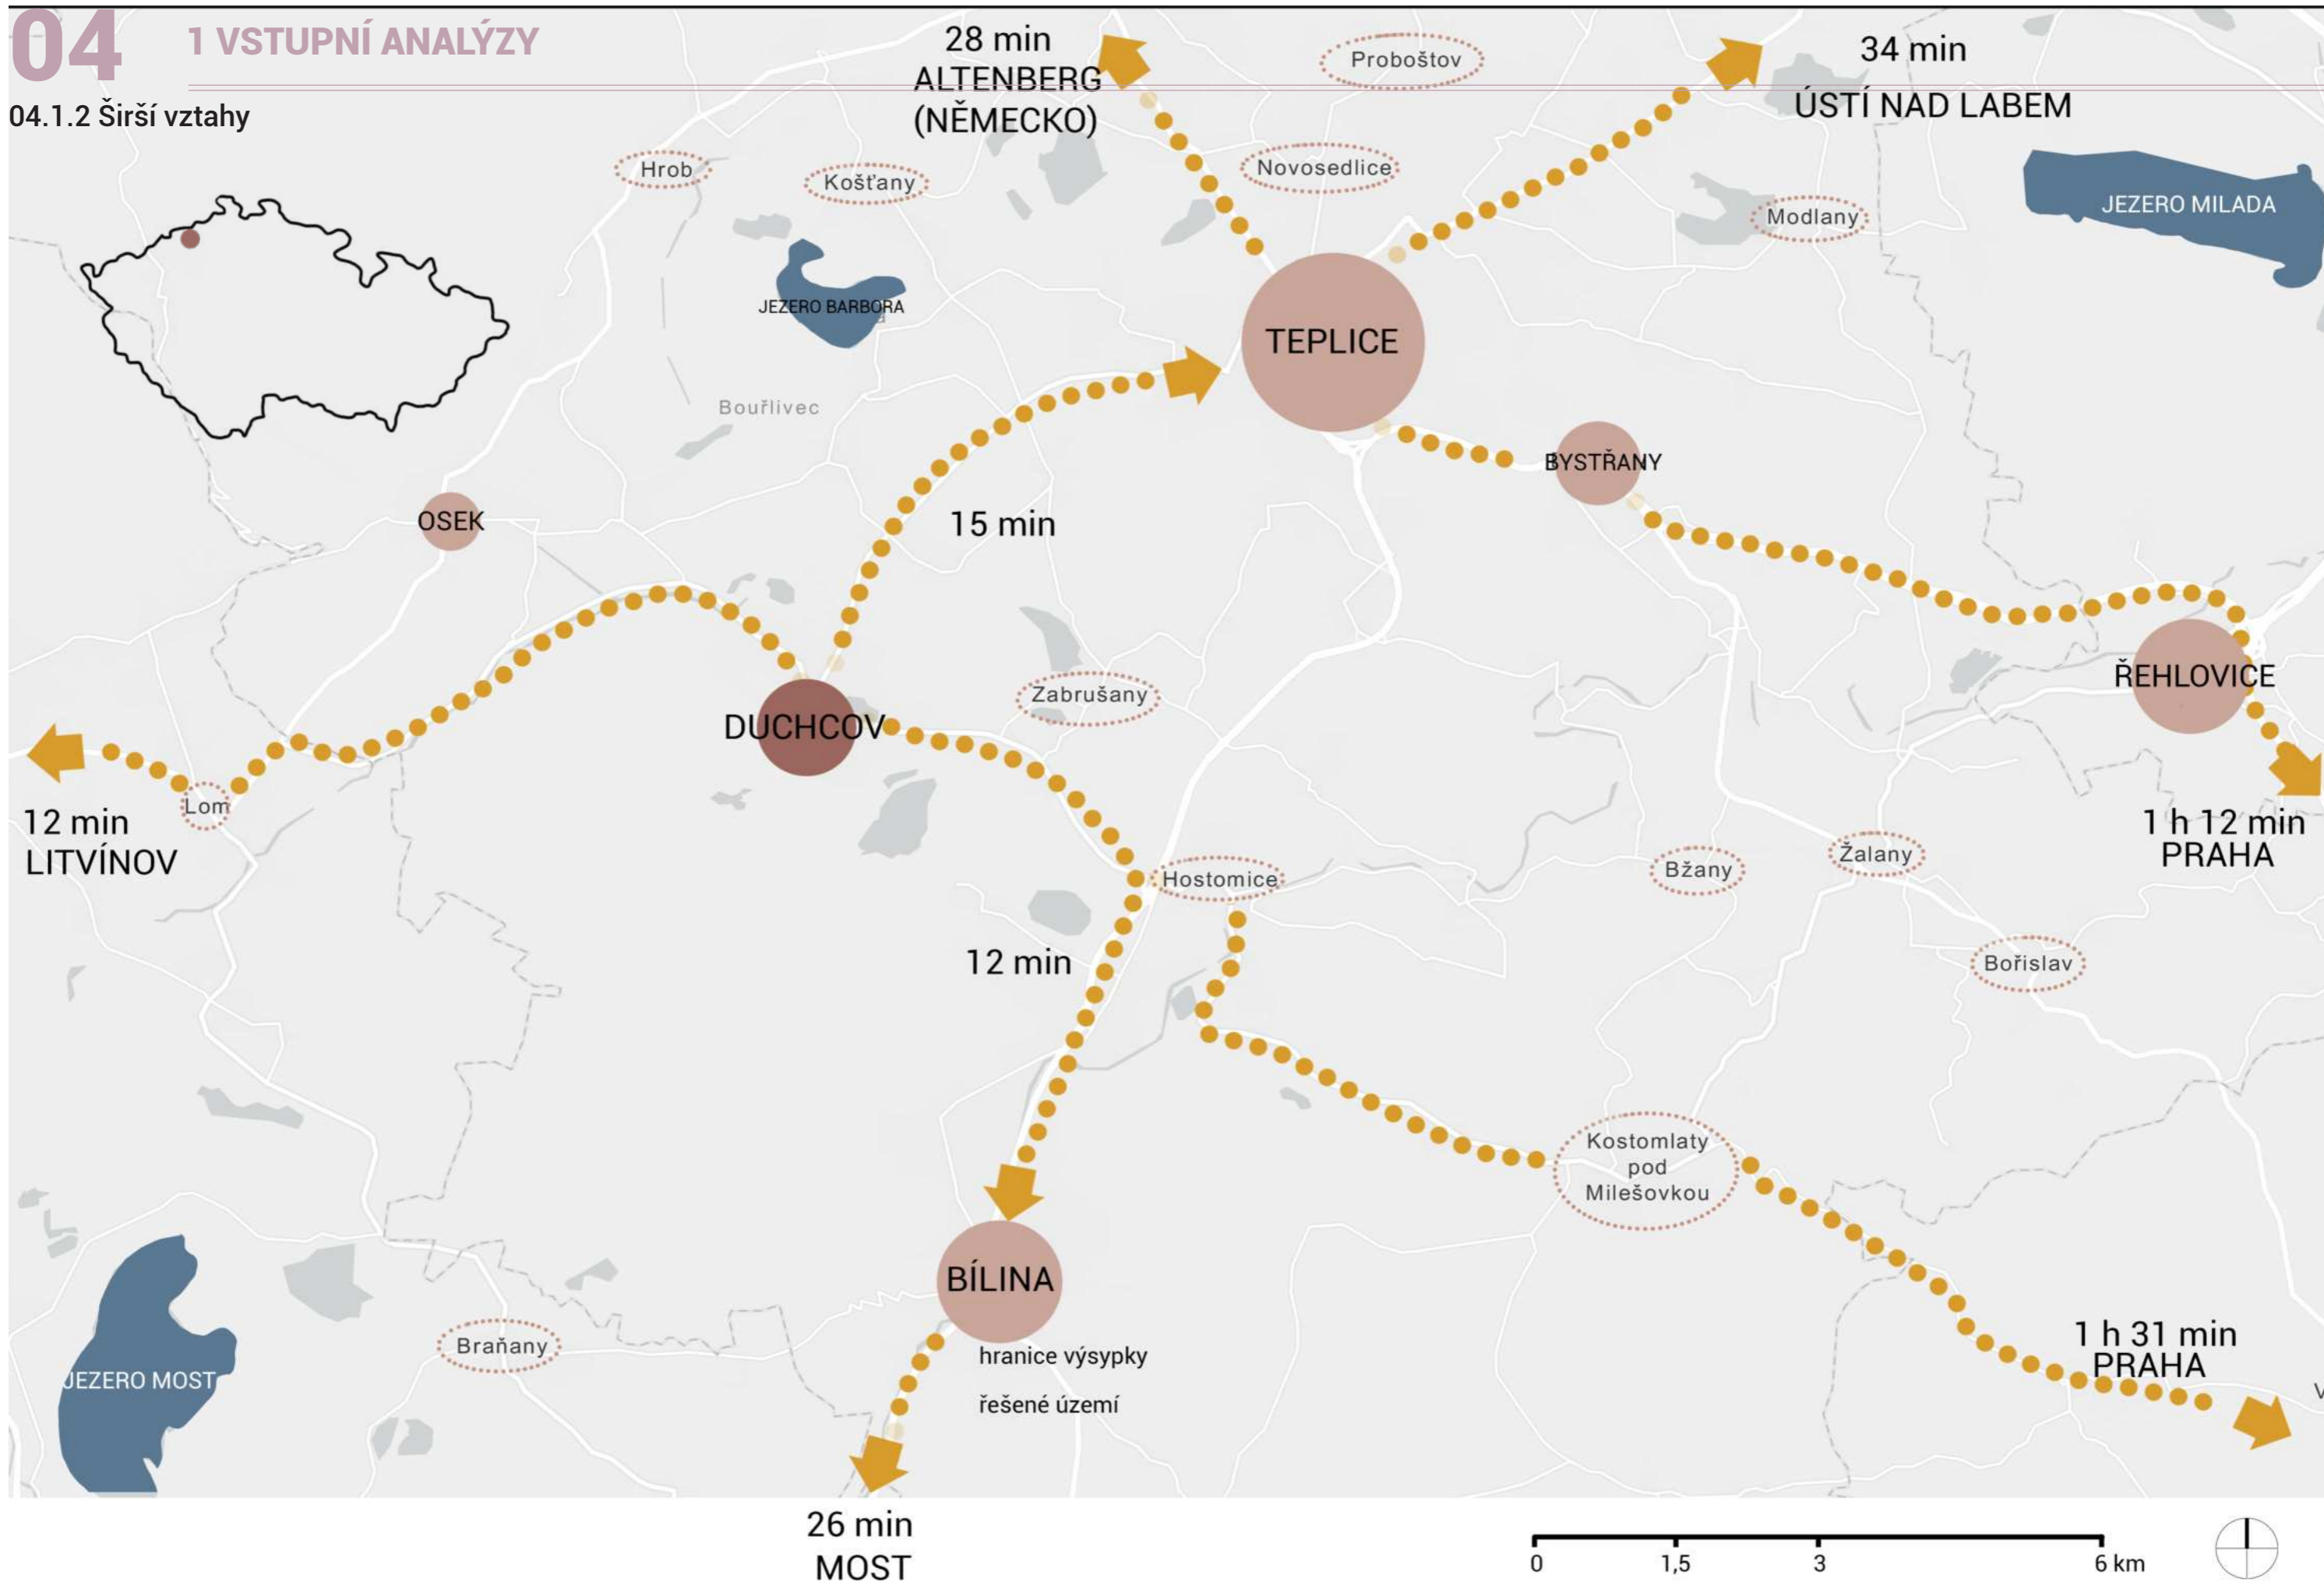 04
1 VSTUPNÍ ANALÝZY
04.1.2 Širší vztahy
28 min
ALTENBERG
(NĚMECKO)
Proboštov
34 min
ÚSTÍ NAD LABEM
Hrob
Košťany
Novosedlice
Modlany
JEZERO MILADA
JEZERO BARBORA
TEPLICE
Bouřlivec
BYSTŘANY
OSEK
15 min
ŘEHLOVICE
Zabrušany
DUCHCOV
Lom
12 min
LITVÍNOV
1 h 12 min
PRAHA
Žalany
Bžany
Hostomice
12 min
Bořislav
Kostomlaty
pod
Milešovkou
BÍLINA
1 h 31 min
PRAHA
Braňany
hranice výsypky
JEZERO MOST
řešené území
26 min
MOST
0 1,5 3 6 km